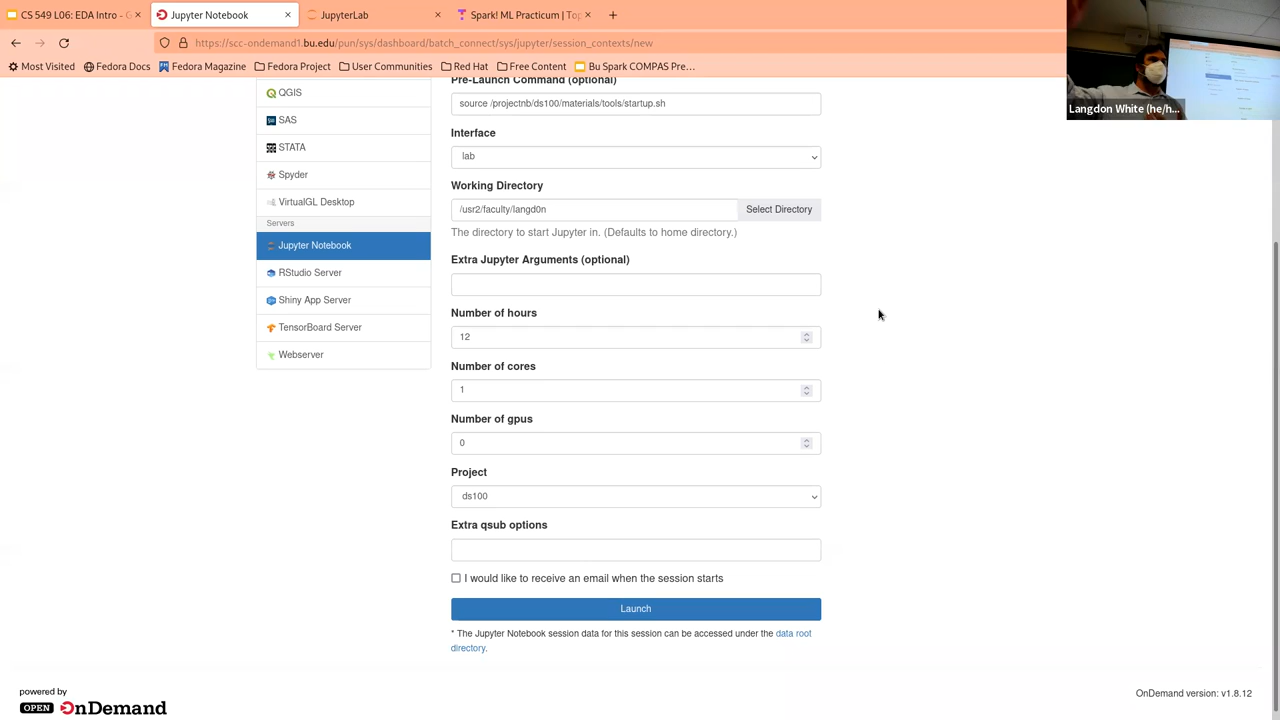 CS 549 L06: EDA Intro - G
Jupyter Notebook
JupyterLab
Spark! ML Practicum | Top
https://scc-ondemand1.bu.edu/pun/sys/dashboard/batch_connect/sys/jupyter/session_contexts/new
Most Visited
Fedora Docs
Fedora Magazine
Fedora Project
User Communities
Red Hat
Free Content
Bu Spark COMPAS Pre…
Langdon White (he/h...
QGIS
SAS
STATA
Spyder
VirtualGL Desktop
Servers
Jupyter Notebook
RStudio Server
Shiny App Server
TensorBoard Server
Webserver
Pre-Launch Command (optional)
source /projectnb/ds100/materials/tools/startup.sh
Interface
lab
Working Directory
/usr2/faculty/langd0n
Select Directory
The directory to start Jupyter in. (Defaults to home directory.)
Extra Jupyter Arguments (optional)
Number of hours
12
Number of cores
1
Number of gpus
0
Project
ds100
Extra qsub options
I would like to receive an email when the session starts
Launch
* The Jupyter Notebook session data for this session can be accessed under the data root
directory.
powered by
OPEN OnDemand
OnDemand version: v1.8.12